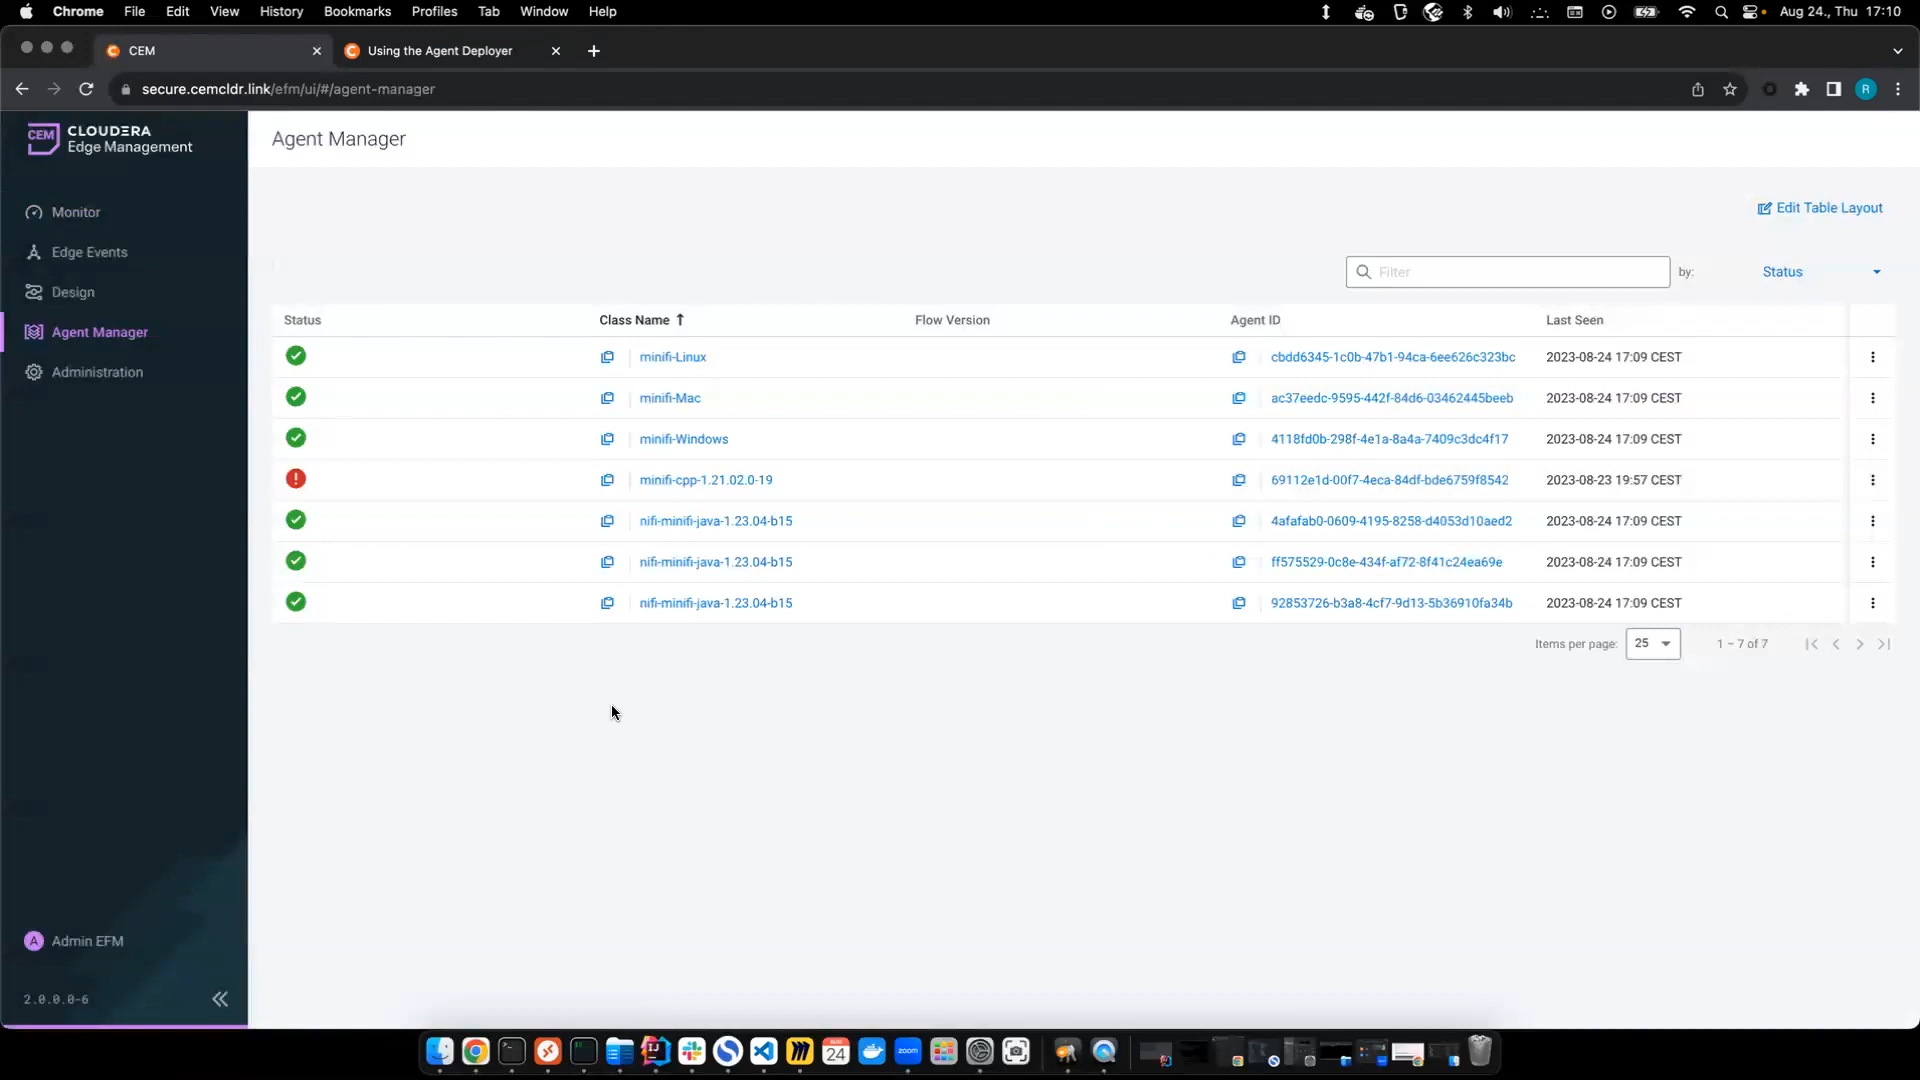 Chrome File Edit View History Bookmarks Profiles Tab Window Help Aug 24., Thu 17:10
CEM Using the Agent Deployer
secure.cemcldr.link/efm/ui/#/agent-manager R
CEM CLOUDERA
Edge Management
Agent Manager
Monitor
Edge Events
Design
Agent Manager
Administration
Edit Table Layout
Filter by: Status
Status Class Name Flow Version Agent ID Last Seen
minifi-Linux cbdd6345-1c0b-47b1-94ca-6ee626c323bc 2023-08-24 17:09 CEST
minifi-Mac ac37eedc-9595-442f-84d6-03462445beeb 2023-08-24 17:09 CEST
minifi-Windows 4118fd0b-298f-4e1a-8a4a-7409c3dc4f17 2023-08-24 17:09 CEST
minifi-cpp-1.21.02.0-19 69112e1d-00f7-4eca-84df-bde6759f8542 2023-08-23 19:57 CEST
nifi-minifi-java-1.23.04-b15 4afafab0-0609-4195-8258-d4053d10aed2 2023-08-24 17:09 CEST
nifi-minifi-java-1.23.04-b15 ff575529-0c8e-434f-af72-8f41c24ea69e 2023-08-24 17:09 CEST
nifi-minifi-java-1.23.04-b15 92853726-b3a8-4cf7-9d13-5b36910fa34b 2023-08-24 17:09 CEST
Items per page: 25 1 – 7 of 7
A Admin EFM
2.0.0.0-6
24
zoom